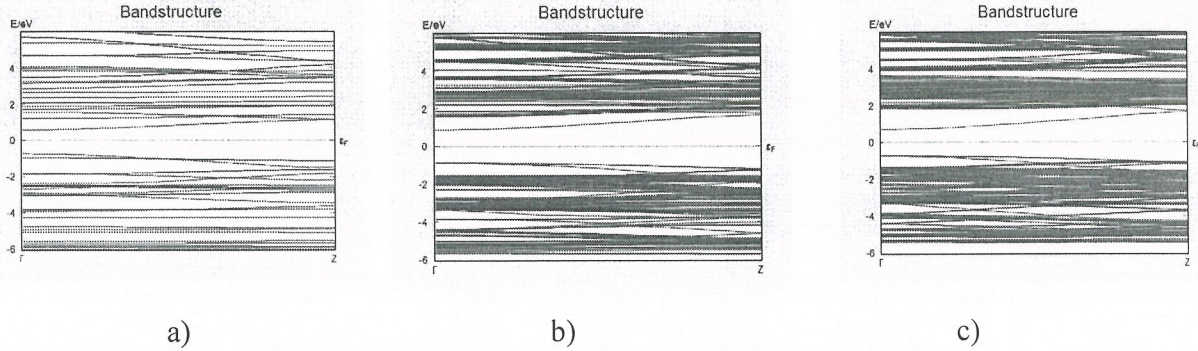 Bandstructure
E/eV
4
2
0
-2
-4
-6
εF
Γ
Z
a)
Bandstructure
E/eV
4
2
0
-2
-4
-6
εF
Γ
Z
b)
Bandstructure
E/eV
4
2
0
-2
-4
-6
Γ
Z
c)